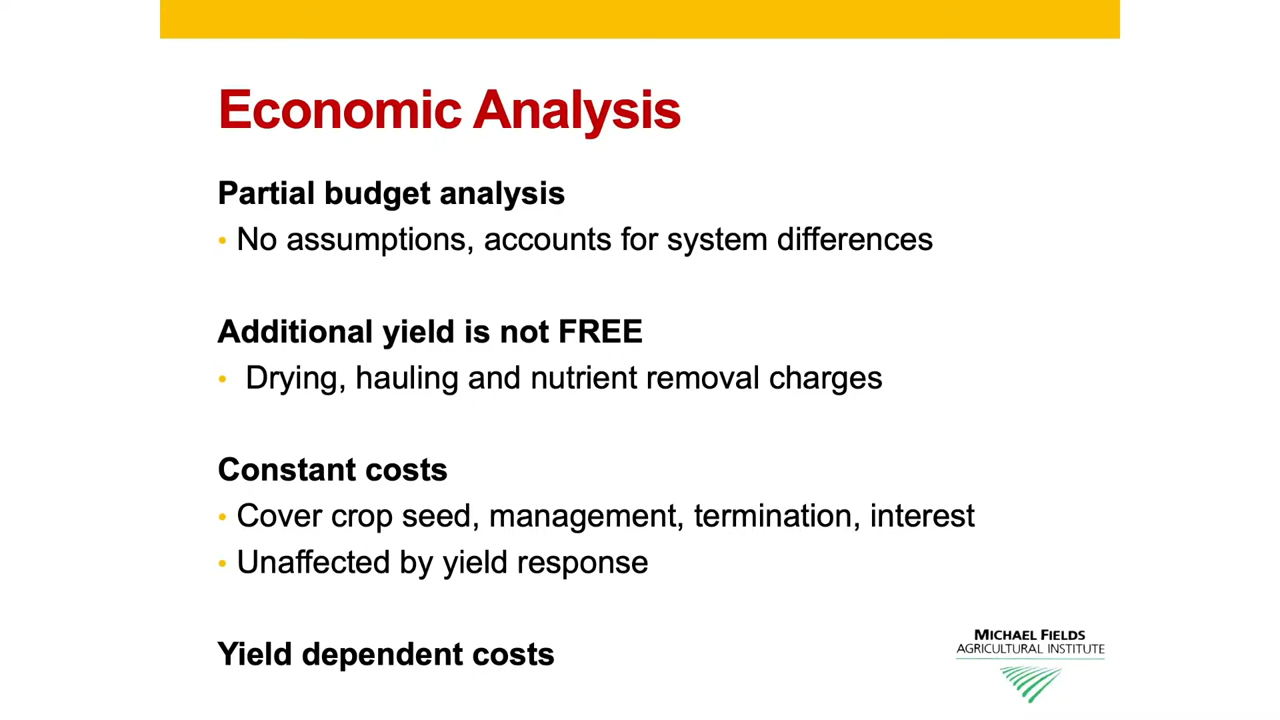 Economic Analysis
Partial budget analysis
• No assumptions, accounts for system differences
Additional yield is not FREE
• Drying, hauling and nutrient removal charges
Constant costs
• Cover crop seed, management, termination, interest
• Unaffected by yield response
Yield dependent costs
MICHAEL FIELDS
AGRICULTURAL INSTITUTE